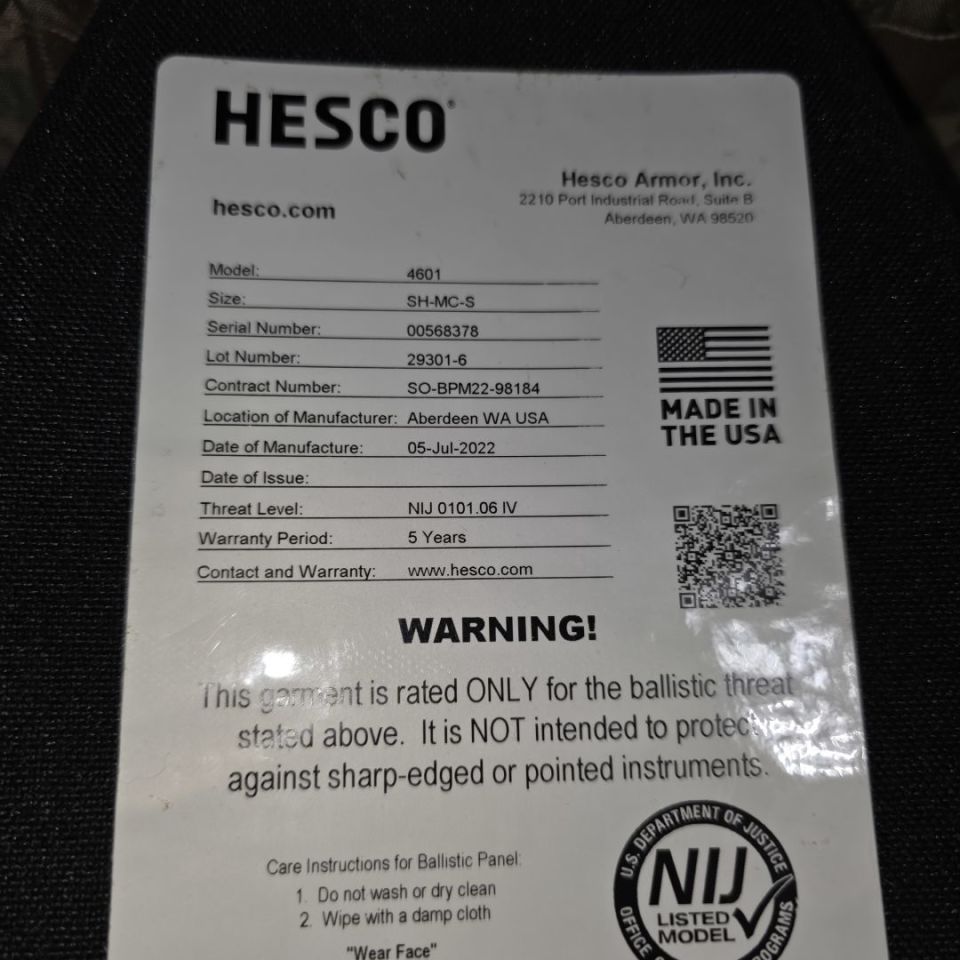 HESCO®
Hesco Armor, Inc.
hesco.com
2210 Port Industrial Road, Suite B
Aberdeen, WA 98520
Model: 4601
Size: SH-MC-S
Serial Number: 00568378
Lot Number: 29301-6
Contract Number: SO-BPM22-98184
Location of Manufacturer: Aberdeen WA USA
Date of Manufacture: 05-Jul-2022
Date of Issue:
Threat Level: NIJ 0101.06 IV
Warranty Period: 5 Years
Contact and Warranty: www.hesco.com
MADE IN
THE USA
WARNING!
This garment is rated ONLY for the ballistic threat
stated above. It is NOT intended to protect
against sharp-edged or pointed instruments.
Care Instructions for Ballistic Panel:
1. Do not wash or dry clean
2. Wipe with a damp cloth
"Wear Face"
U.S. DEPARTMENT OF JUSTICE
NIJ
LISTED
MODEL
OFFICE